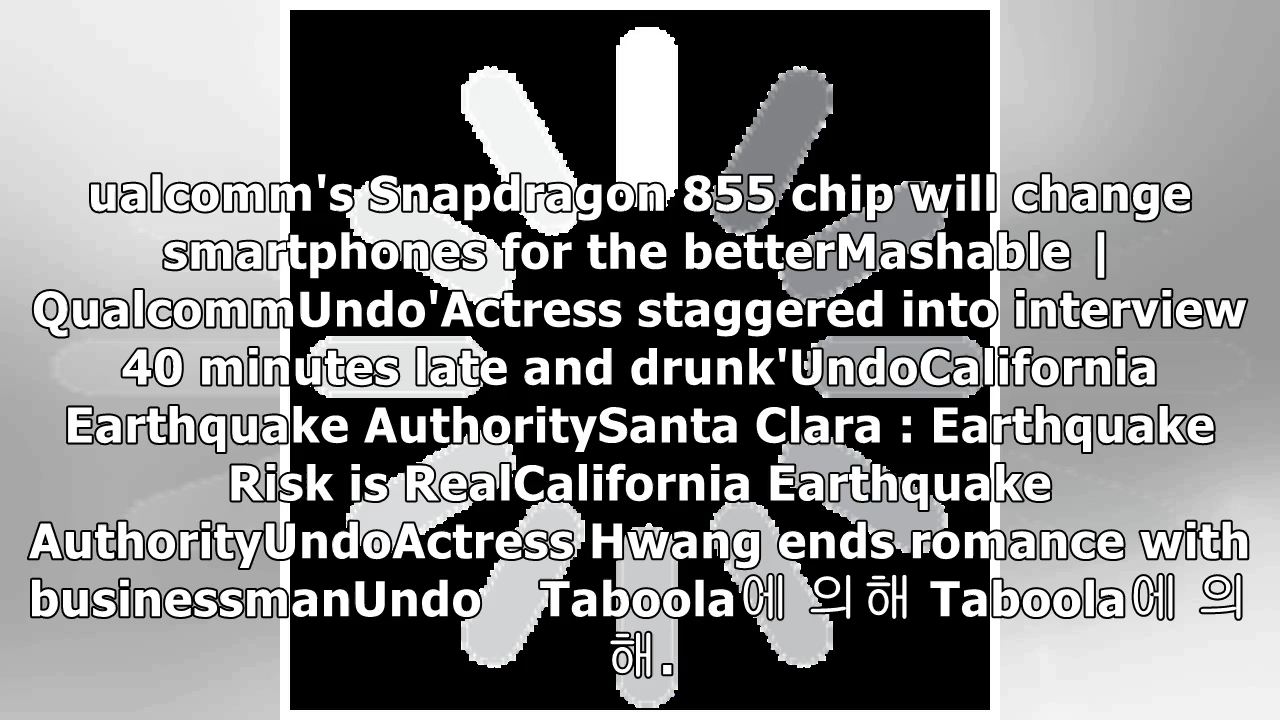 ualcomm's Snapdragon 855 chip will change
smartphones for the betterMashable |
QualcommUndo'Actress staggered into interview
40 minutes late and drunk'UndoCalifornia
Earthquake AuthoritySanta Clara : Earthquake
Risk is RealCalifornia Earthquake
AuthorityUndoActress Hwang ends romance with
businessmanUndo    Taboola에 의해 Taboola에 의
해.